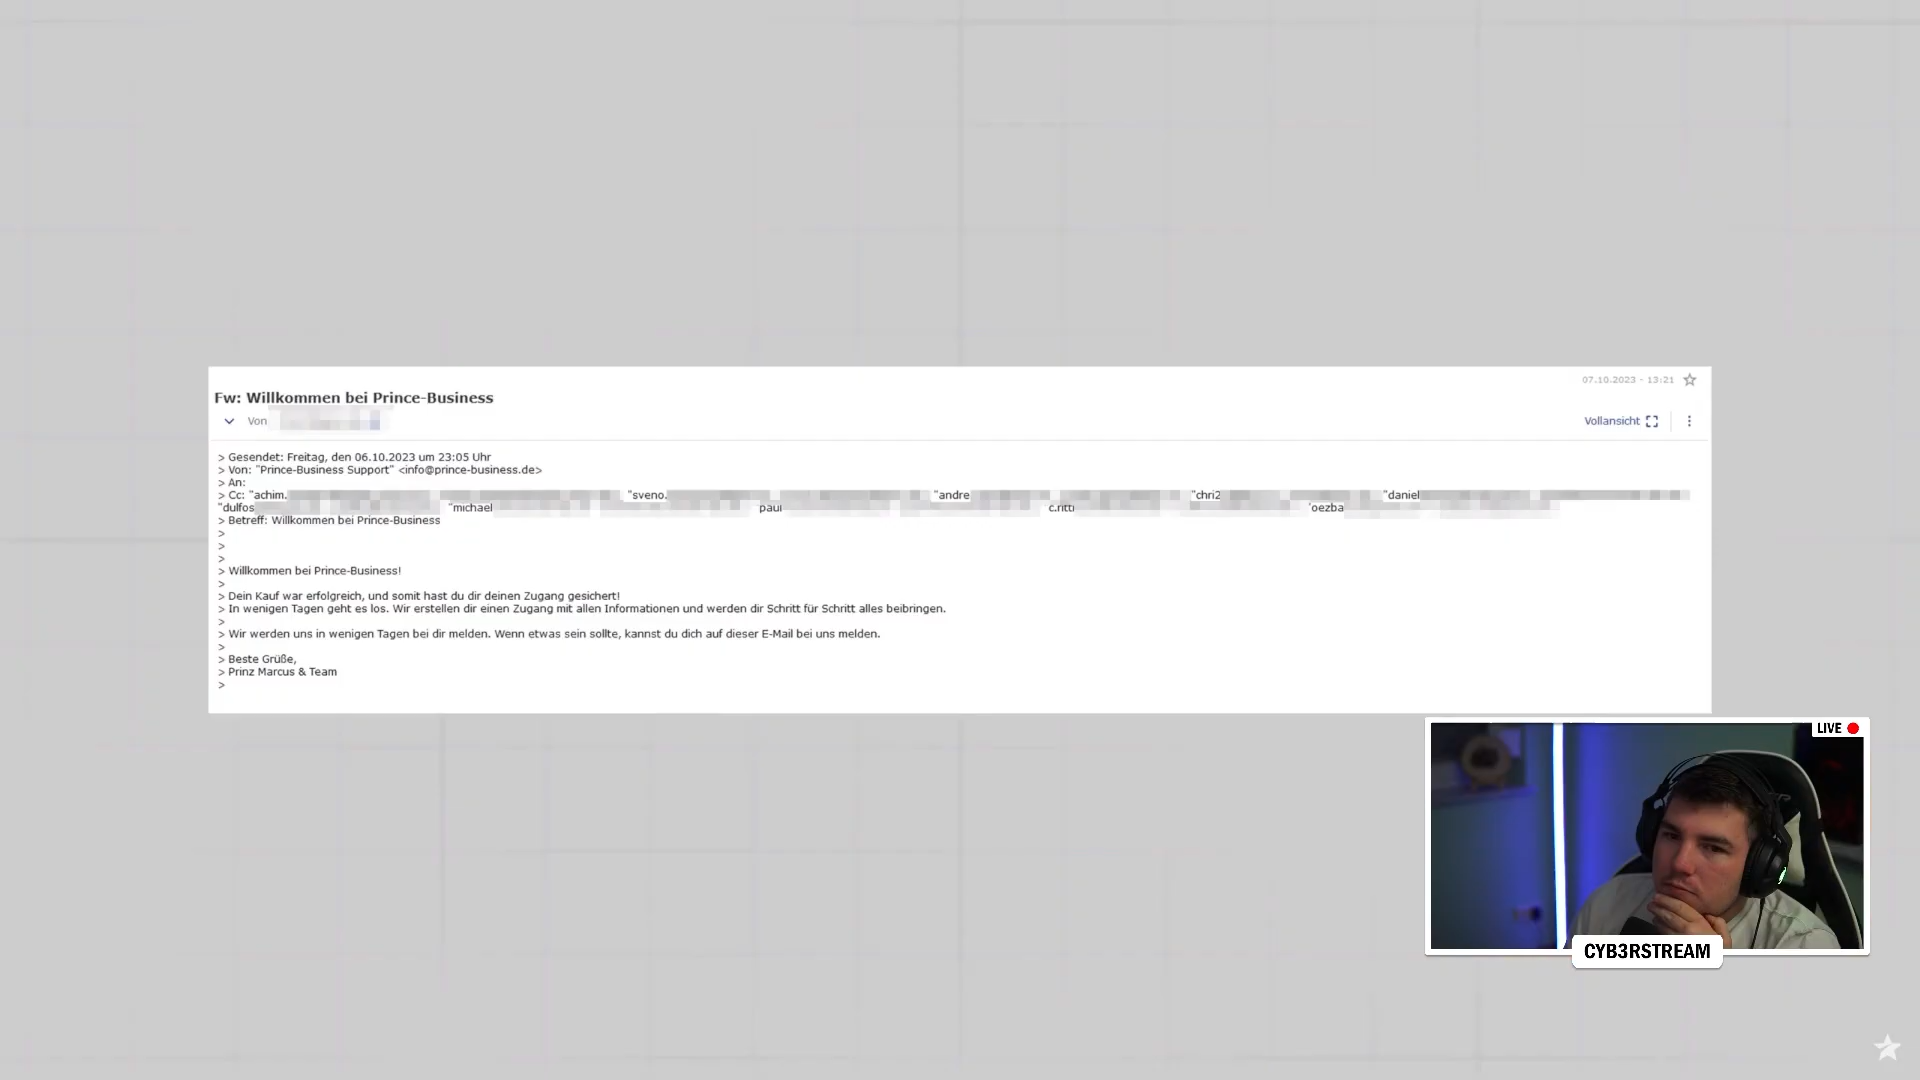 07.10.2023 - 13:21
Fw: Willkommen bei Prince-Business
Von
Vollansicht
> Gesendet: Freitag, den 06.10.2023 um 23:05 Uhr
> Von: "Prince-Business Support" <info@prince-business.de>
> An:
> Cc: "achim. "sveno. "andre "chri2 "daniel
"dulfos "michael paul c.ritti 'oezba
> Betreff: Willkommen bei Prince-Business
>
>
>
> Willkommen bei Prince-Business!
>
> Dein Kauf war erfolgreich, und somit hast du dir deinen Zugang gesichert!
> In wenigen Tagen geht es los. Wir erstellen dir einen Zugang mit allen Informationen und werden dir Schritt für Schritt alles beibringen.
>
> Wir werden uns in wenigen Tagen bei dir melden. Wenn etwas sein sollte, kannst du dich auf dieser E-Mail bei uns melden.
>
> Beste Grüße,
> Prinz Marcus & Team
>
LIVE
CYB3RSTREAM